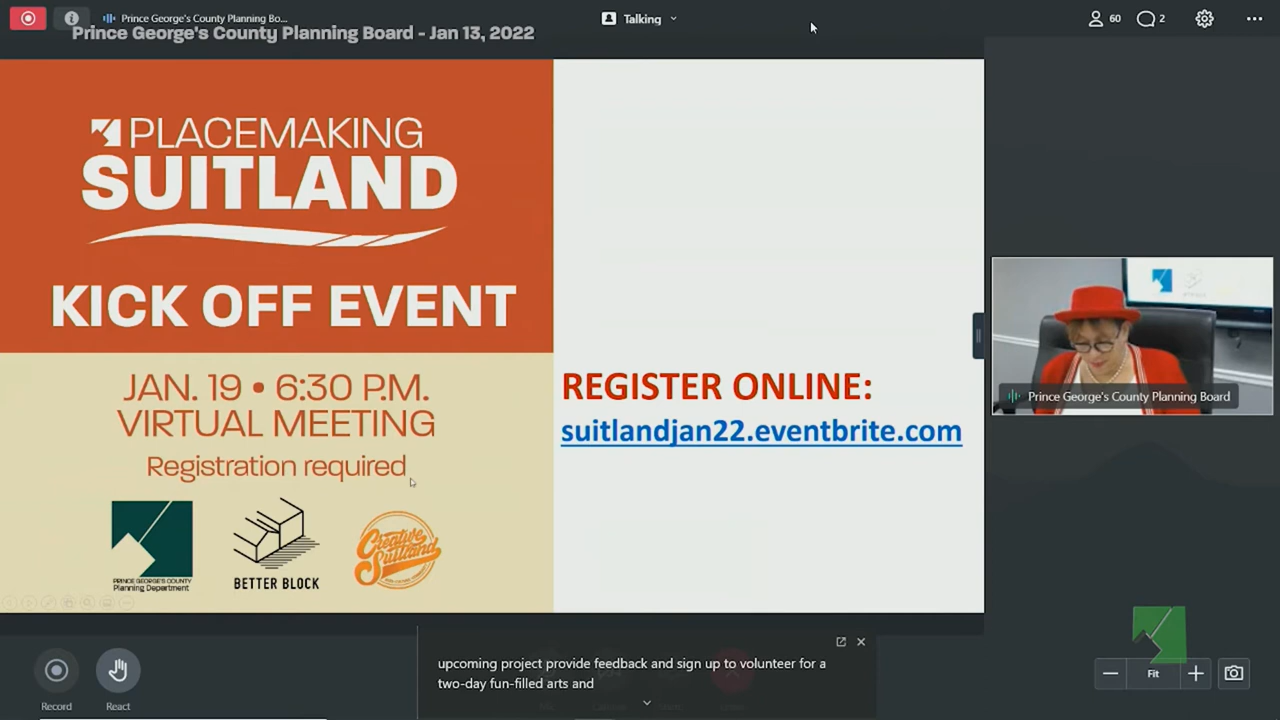 Prince George's County Planning Bo...
Talking
60
2
Prince George's County Planning Board - Jan 13, 2022
PLACEMAKING
SUITLAND
KICK OFF EVENT
JAN. 19 • 6:30 P.M.
VIRTUAL MEETING
Registration required
PRINCE GEORGE'S COUNTY
Planning Department
BETTER BLOCK
Creative
Suitland
REGISTER ONLINE:
suitlandjan22.eventbrite.com
Prince George's County Planning Board
upcoming project provide feedback and sign up to volunteer for a
two-day fun-filled arts and
Record
React
Fit